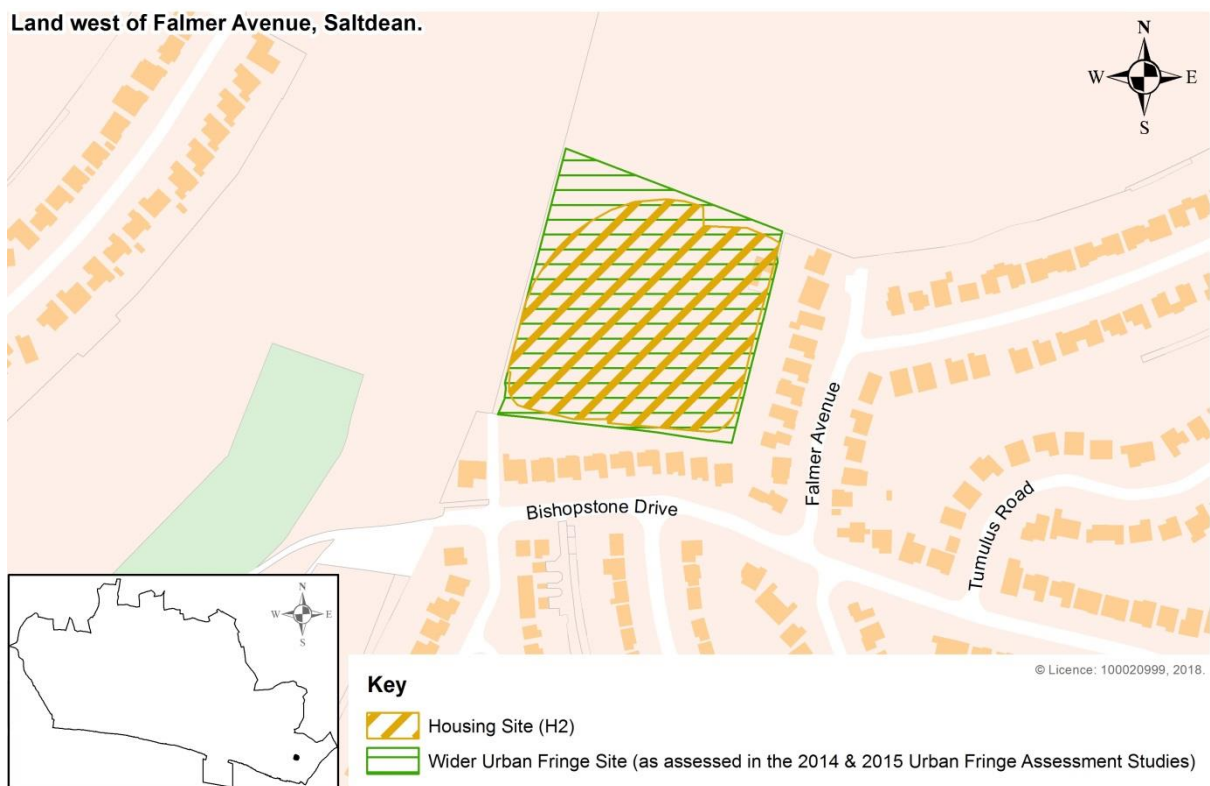 Land west of Falmer Avenue, Saltdean.
N
W E
S
Falmer Avenue
Bishopstone Drive
Tumulus Road
N
W E
S
© Licence: 100020999, 2018.
Key
Housing Site (H2)
Wider Urban Fringe Site (as assessed in the 2014 & 2015 Urban Fringe Assessment Studies)